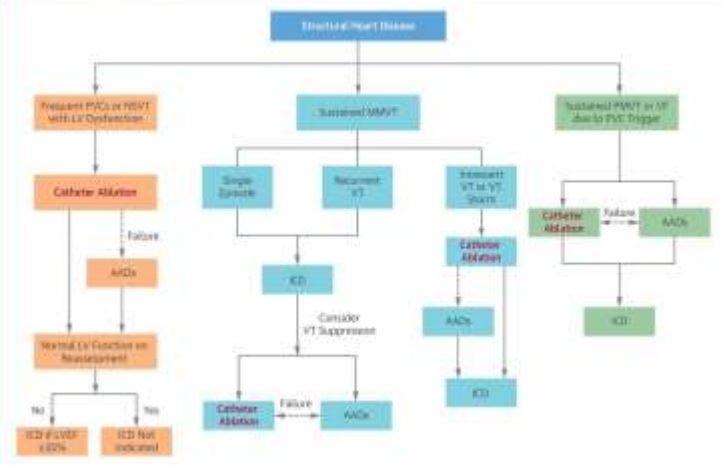 Structural Heart Disease
Frequent PVCs or NSVT
with LV Dysfunction
Sustained MMVT
Sustained PMVT or VF
due to PVC Trigger
Catheter Ablation
Single
Episode
Recurrent
VT
Incessant
VT or VT
Storm
Catheter
Ablation
Failure
AADs
Failure
AADs
Catheter
Ablation
ICD
Consider
VT Suppression
AADs
ICD
Normal LV Function on
Reassessment
ICD
No
Yes
Catheter
Ablation
Failure
AADs
ICD if LVEF
ICD Not
Indicated